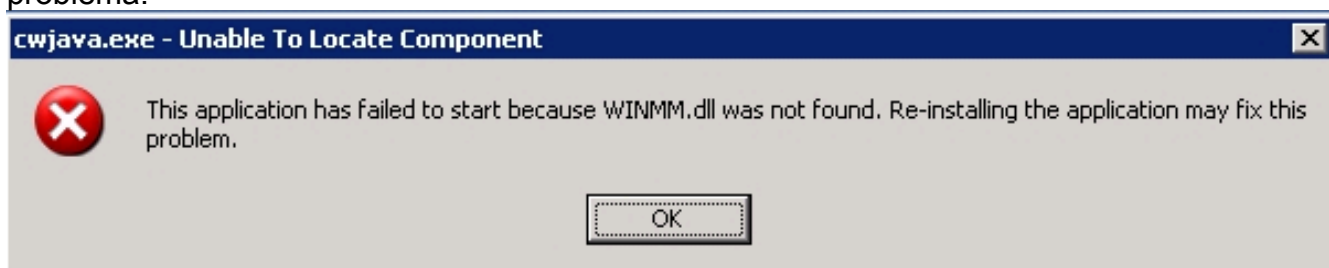 problema.
cwjava.exe - Unable To Locate Component
This application has failed to start because WINMM.dll was not found. Re-installing the application may fix this
problem.
OK